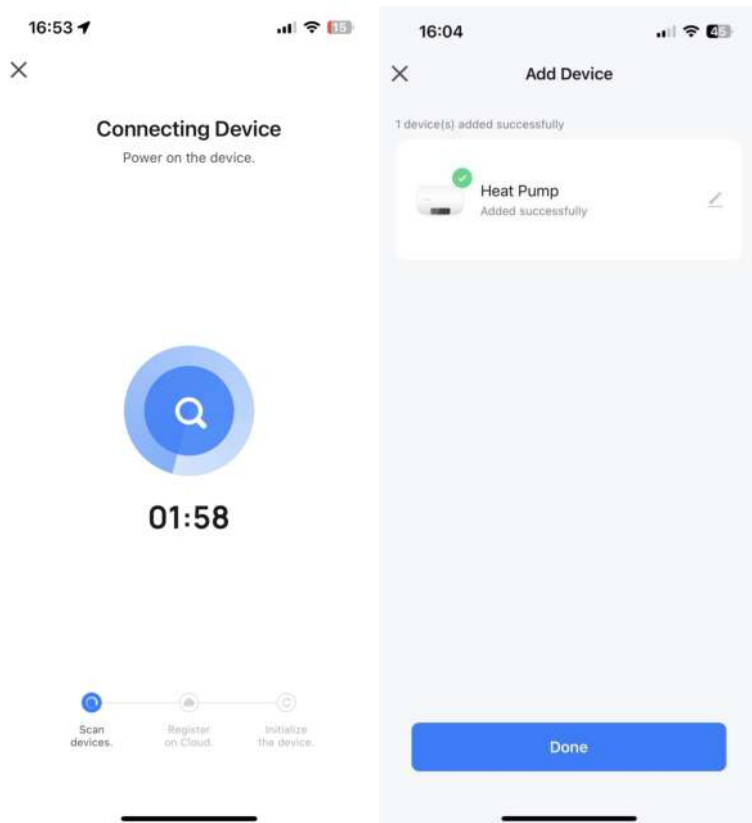 16:53
15
Connecting Device
Power on the device.
01:58
Scan
devices.
Register
on Cloud.
Initialize
the device.
16:04
45
Add Device
1 device(s) added successfully
Heat Pump
Added successfully
Done